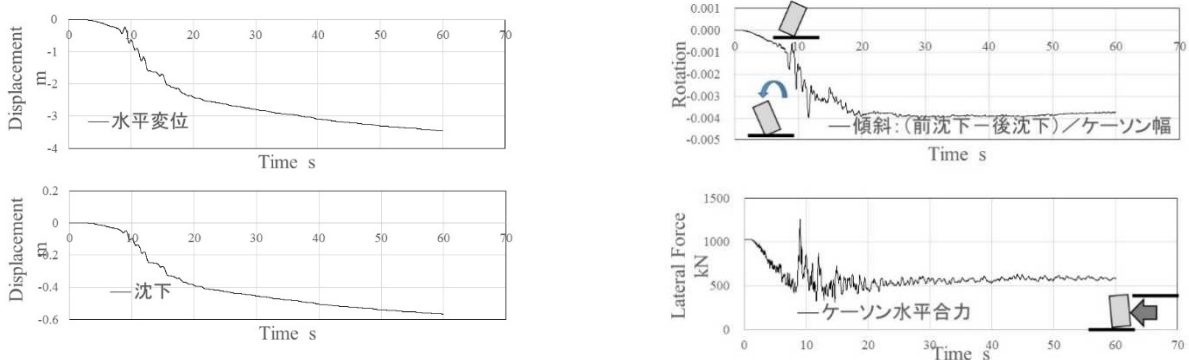 0
-1
-2
-3
-4
0 10 20 30 40 50 60 70
Displacement
m
水平変位
Time s
0.2
0
-0.2
-0.4
-0.6
0 10 20 30 40 50 60 70
Displacement
m
沈下
Time s
0.001
0.000
-0.001
-0.002
-0.003
-0.004
-0.005
0 10 20 30 40 50 60 70
Rotation
傾斜:(前沈下-後沈下)/ケーソン幅
Time s
1500
1000
500
0
0 10 20 30 40 50 60 70
Lateral Force
kN
ケーソン水平合力
Time s